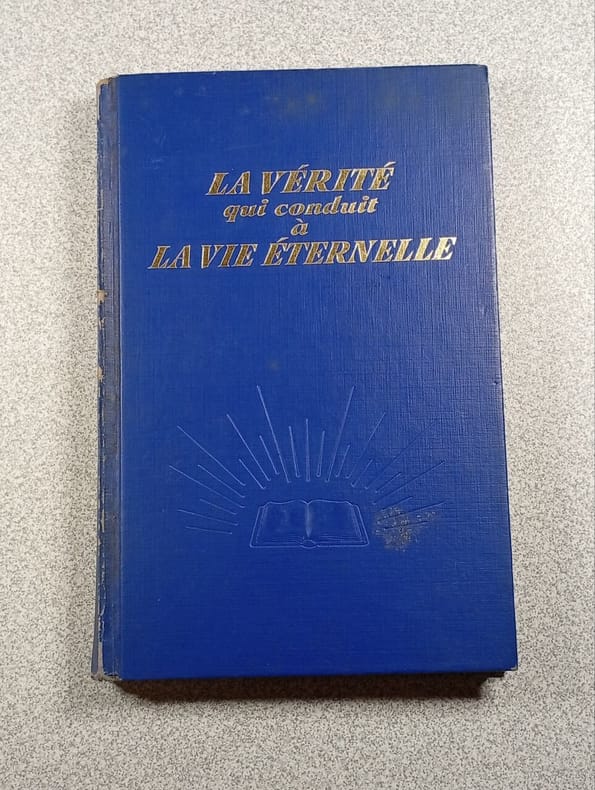 LA VÉRITÉ
qui conduit
à
LA VIE ÉTERNELLE